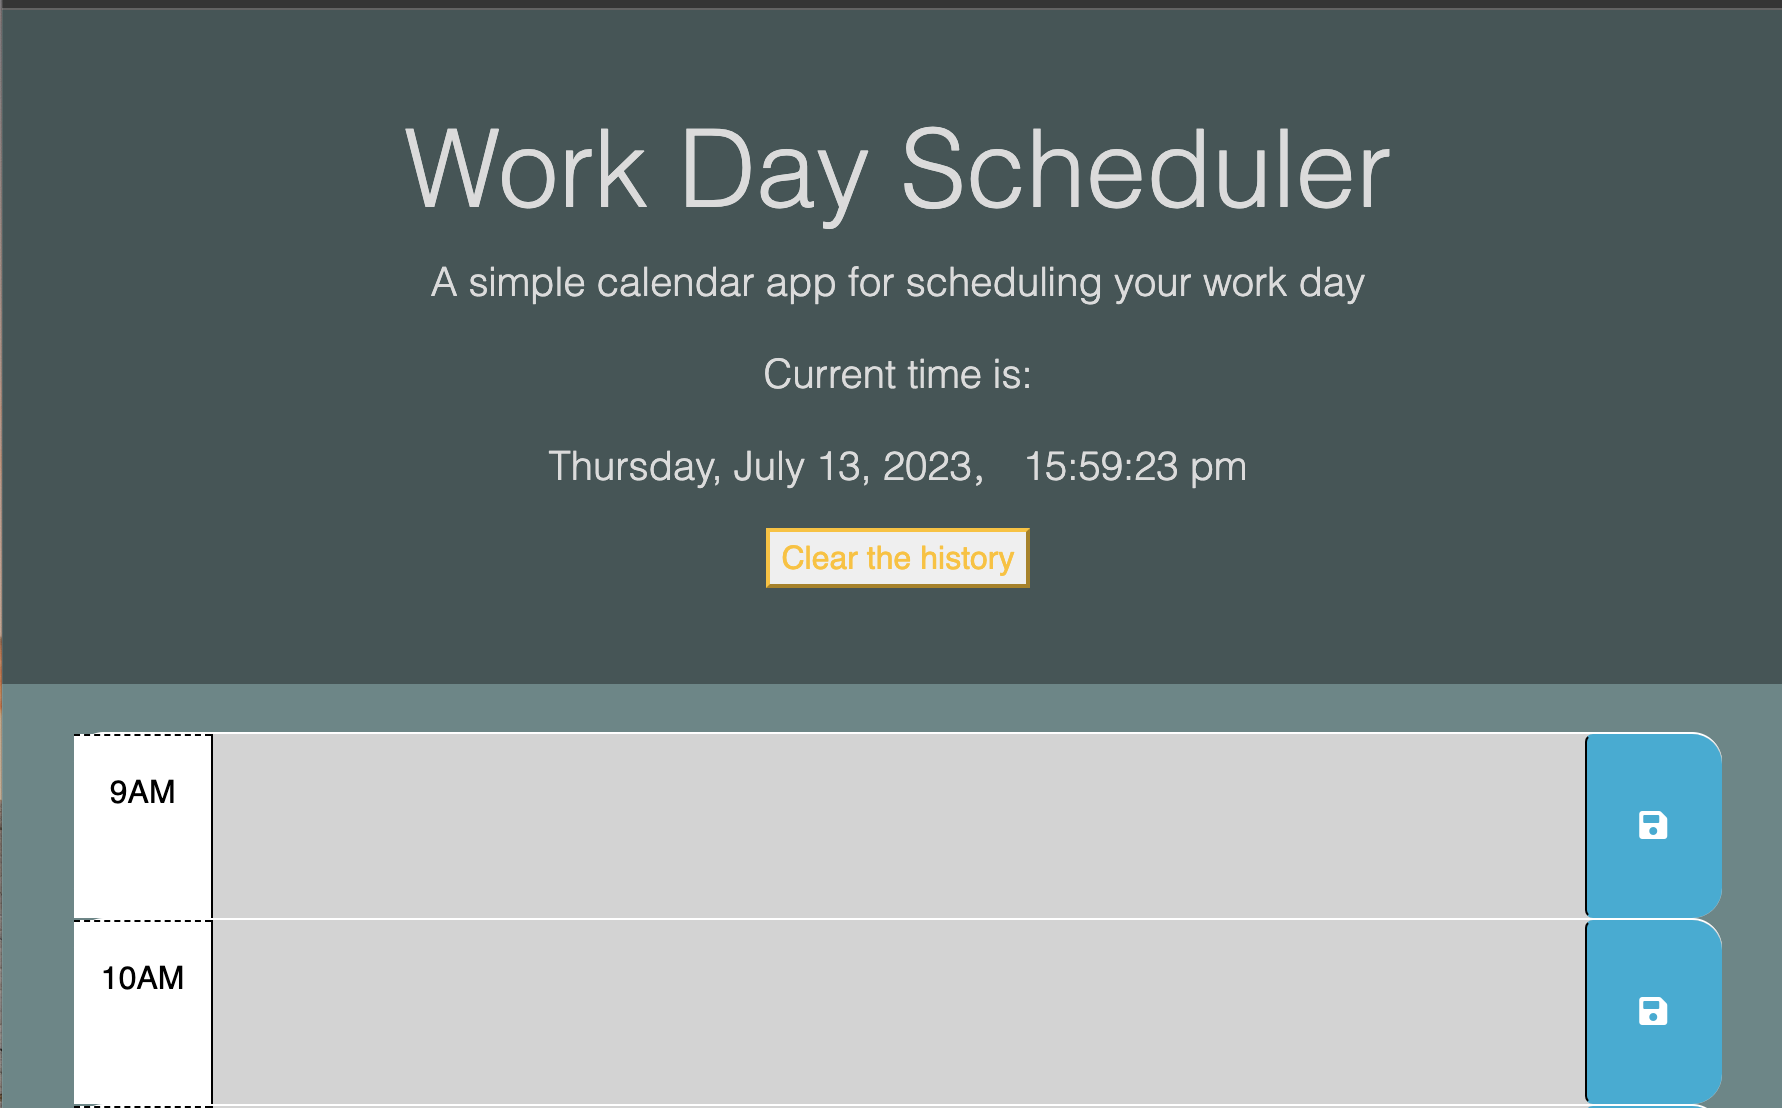 Work Day Scheduler
A simple calendar app for scheduling your work day
Current time is:
Thursday, July 13, 2023, 15:59:23 pm
Clear the history
9AM
10AM